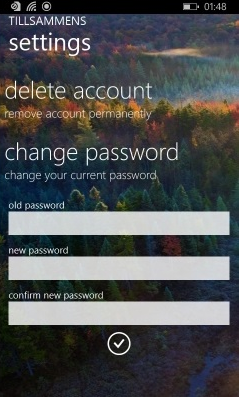 01:48
TILLSAMMENS
settings
delete account
remove account permanently
change password
change your current password
old password
new password
confirm new password